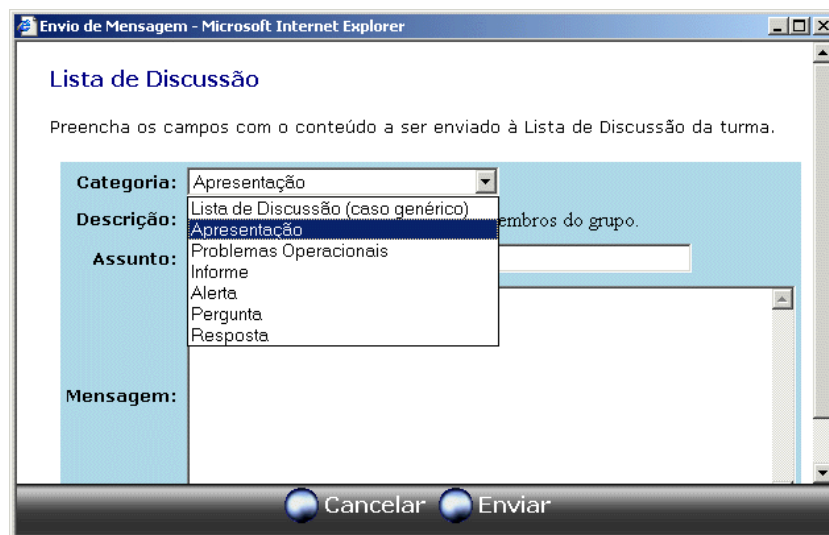 Envio de Mensagem - Microsoft Internet Explorer
Lista de Discussão
Preencha os campos com o conteúdo a ser enviado à Lista de Discussão da turma.
Categoria: Apresentação
Lista de Discussão (caso genérico)
Descrição: embros do grupo.
Apresentação
Problemas Operacionais
Assunto:
Informe
Alerta
Pergunta
Resposta
Mensagem:
Cancelar Enviar